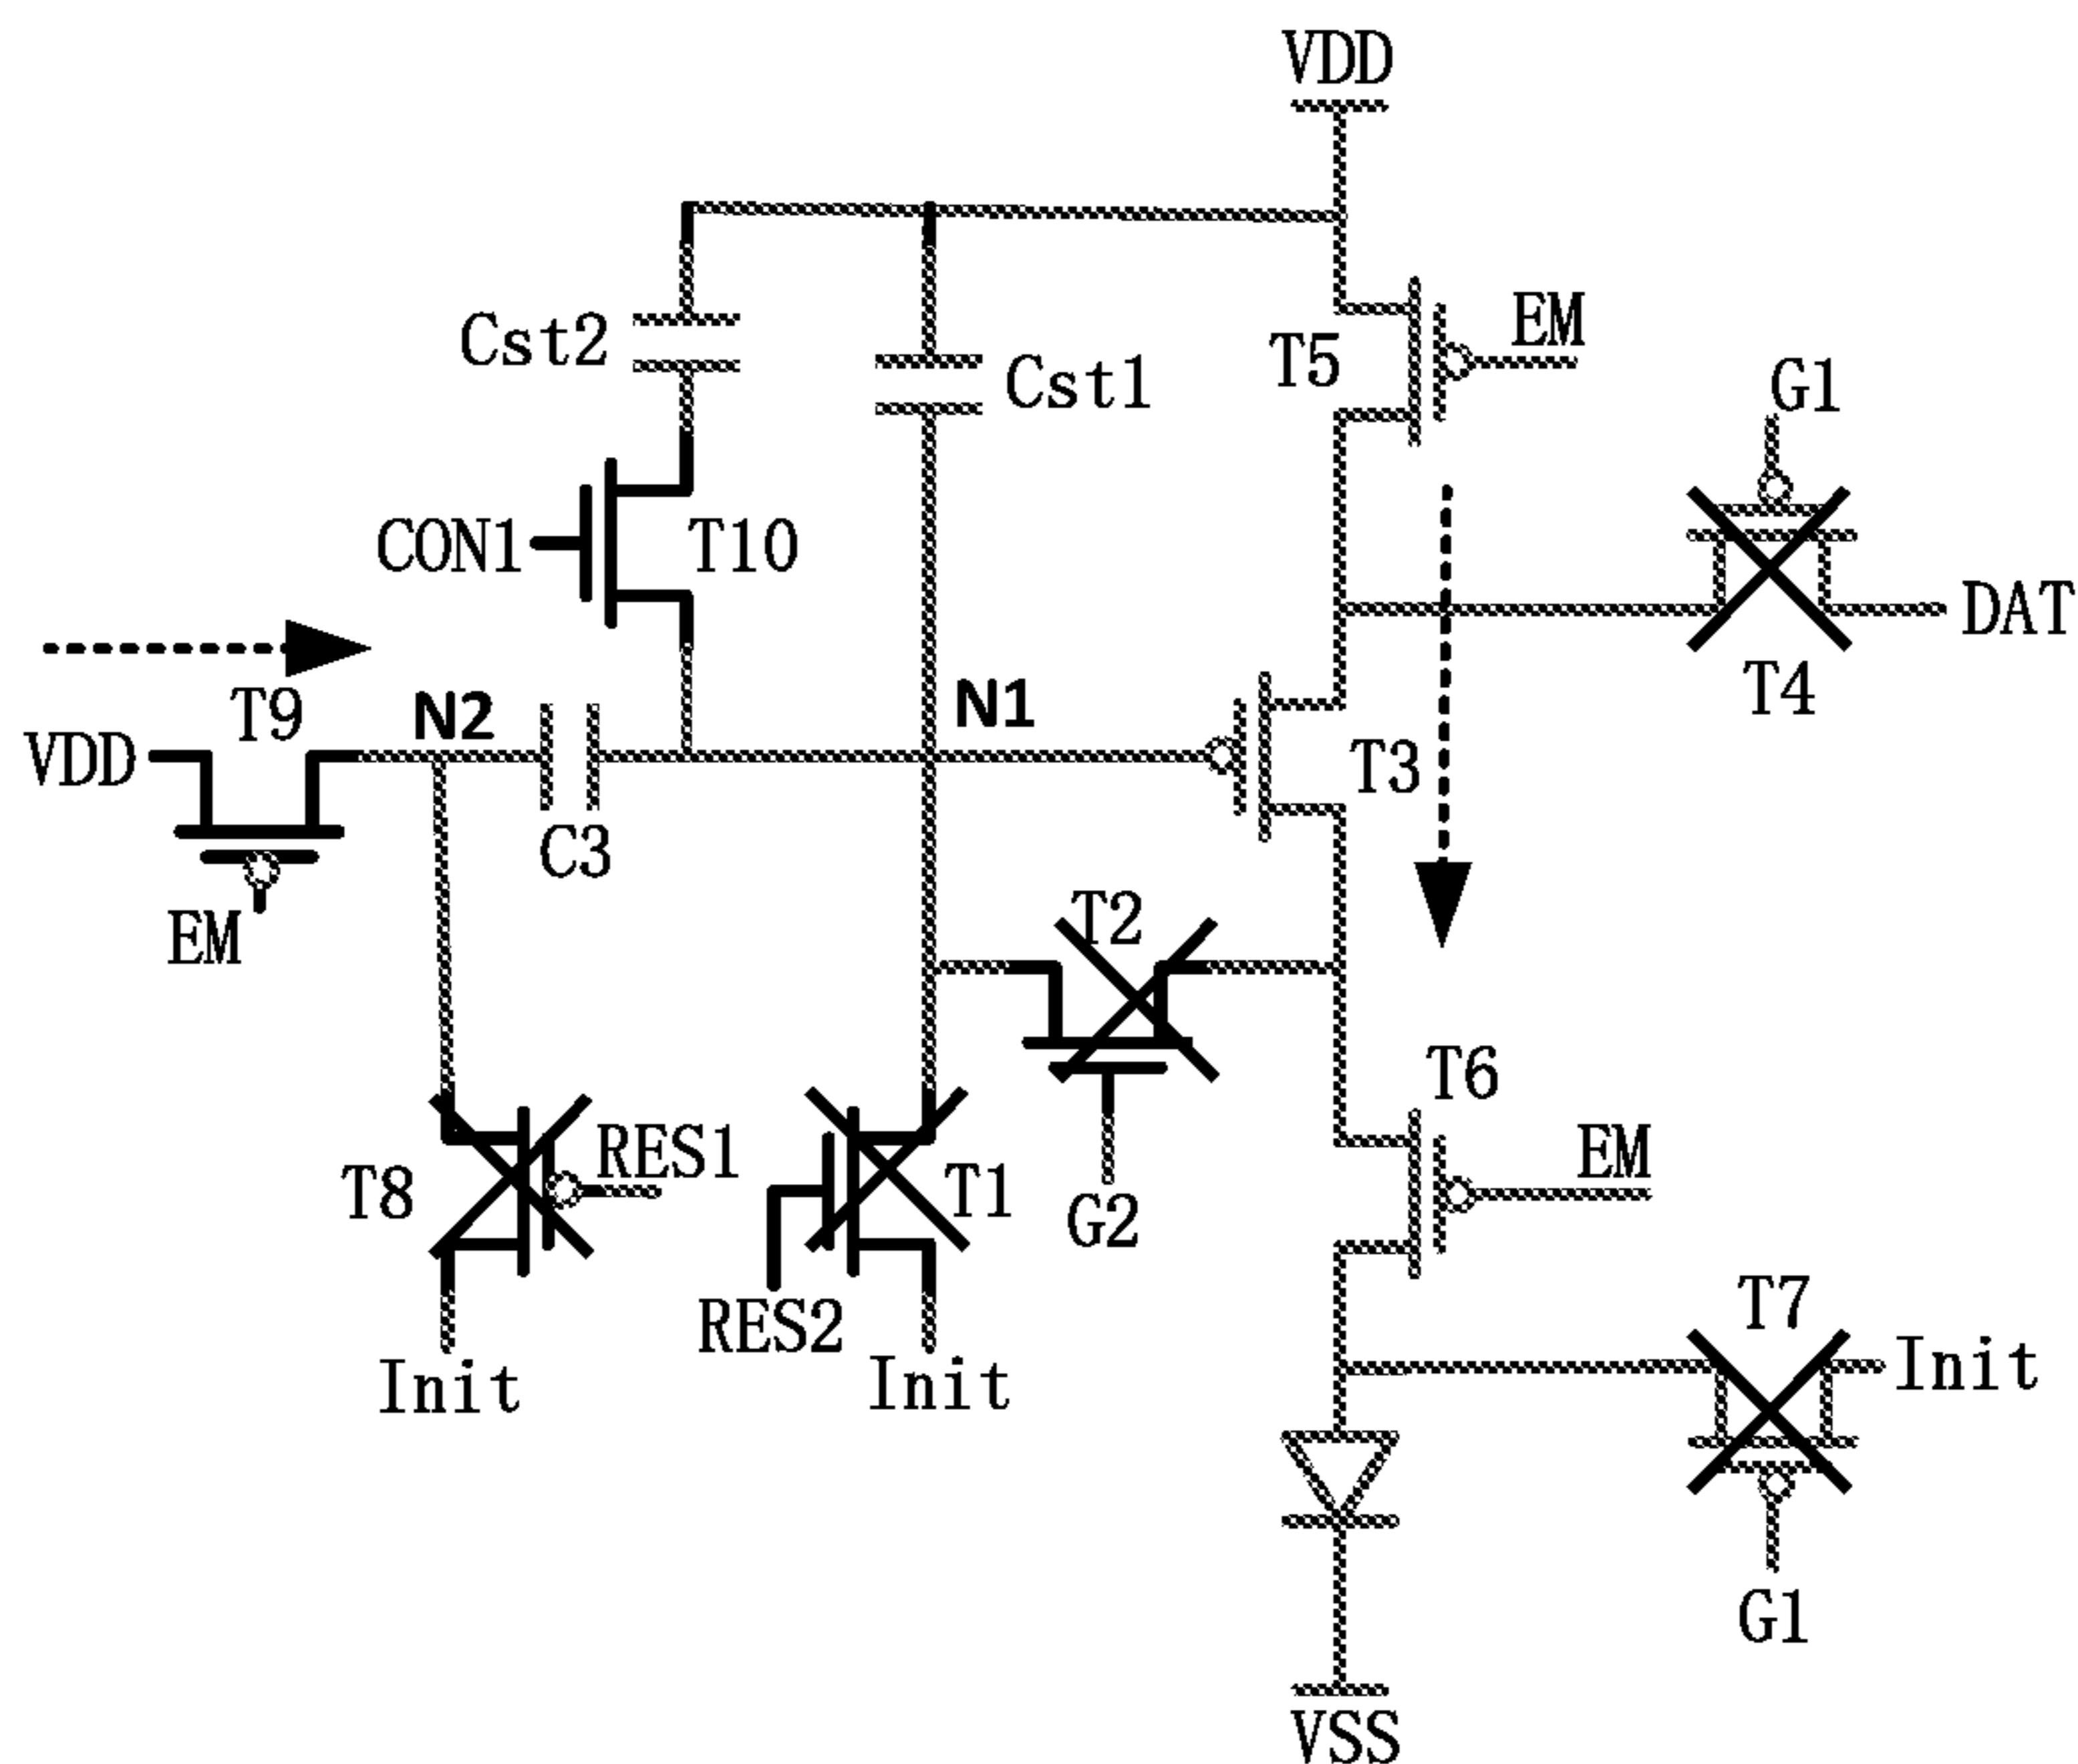 VDD
Cst2
Cst1
T5
EM
G1
CON1
T10
DAT
T4
T9
N2
N1
VDD
T3
C3
EM
T2
T6
RES1
EM
T8
T1
G2
RES2
T7
Init
Init
Init
G1
VSS